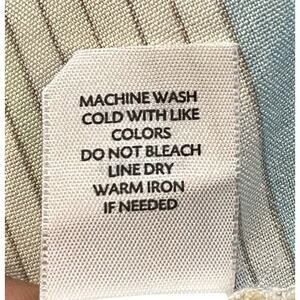 MACHINE WASH
COLD WITH LIKE
COLORS
DO NOT BLEACH
LINE DRY
WARM IRON
IF NEEDED